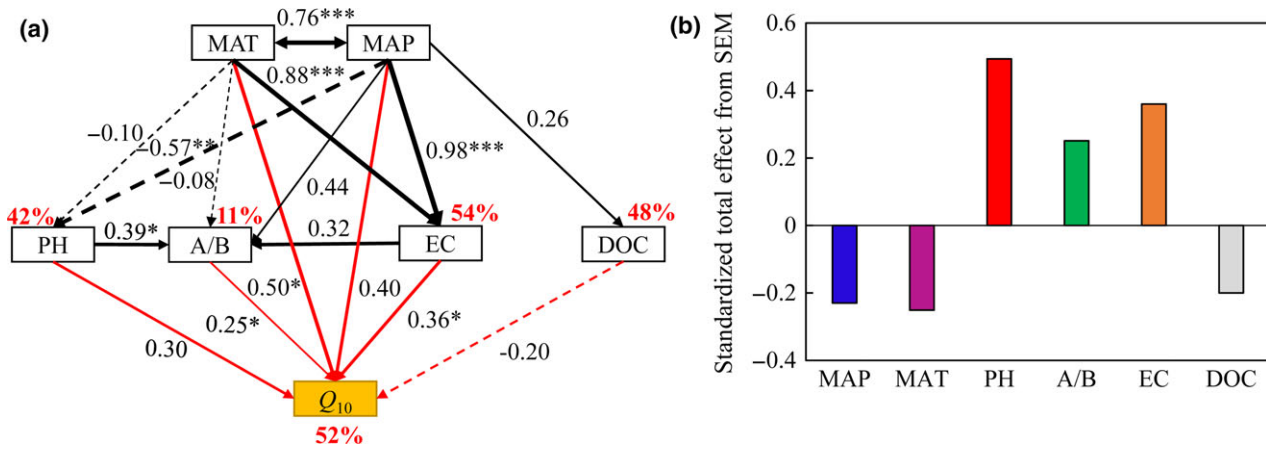 (a)
0.76***
MAT
MAP
0.88***
−0.10
−0.57**
−0.08
0.44
0.98***
0.26
42%
11%
54%
48%
PH
0.39*
A/B
0.32
EC
DOC
0.30
0.25*
0.50*
0.40
0.36*
-0.20
Q10
52%
(b)
Standardized total effect from SEM
0.6
0.4
0.2
0
−0.2
−0.4
MAP MAT PH A/B EC DOC